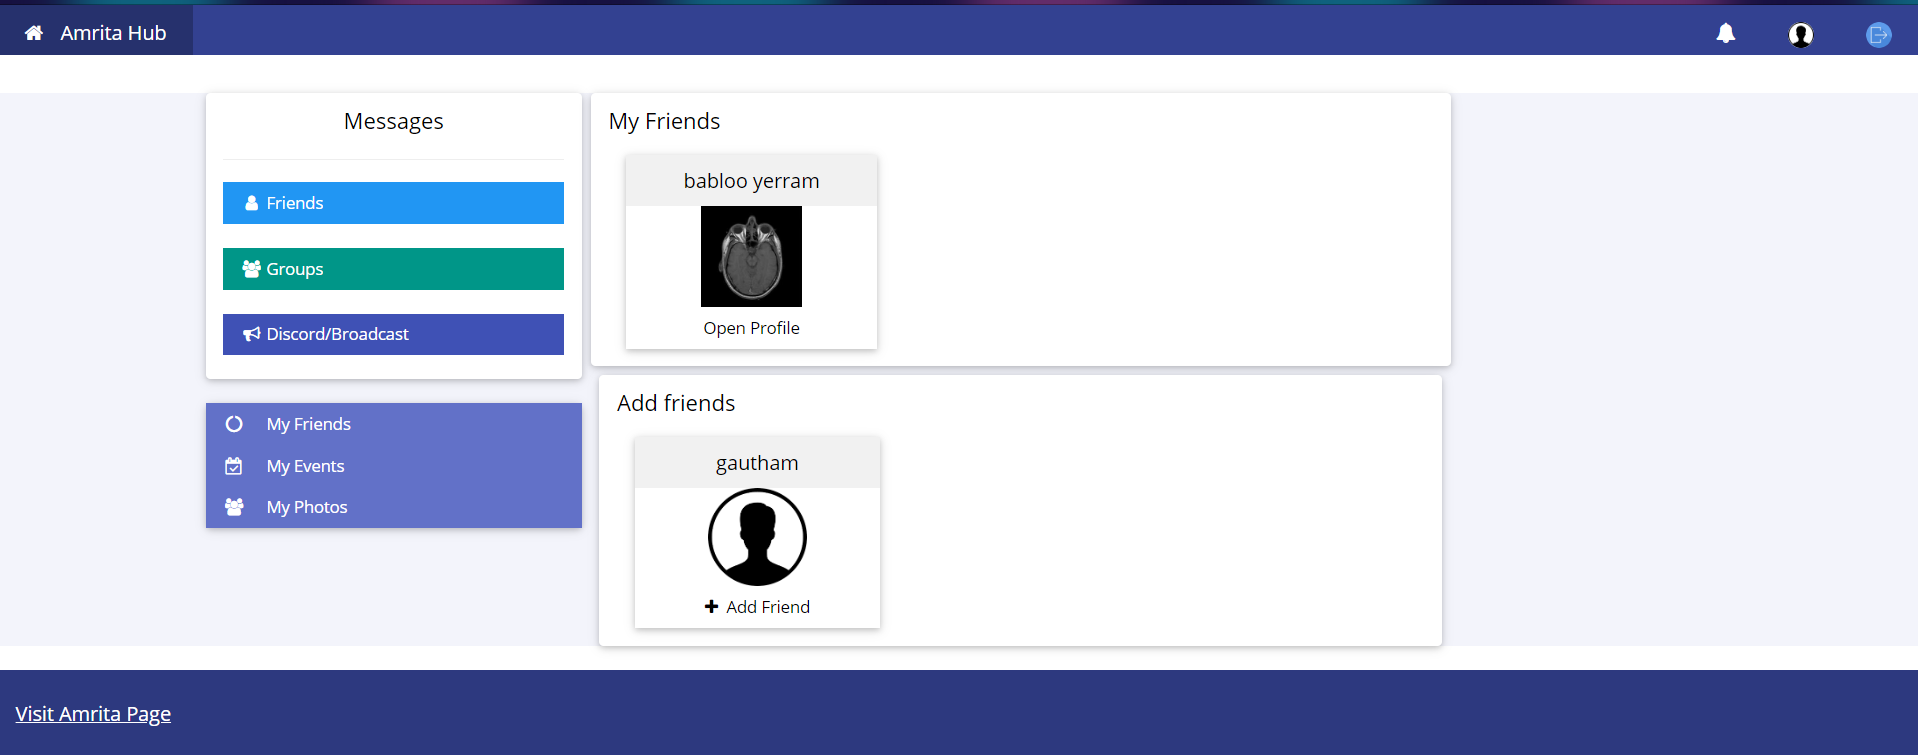 Amrita Hub
Messages
Friends
Groups
Discord/Broadcast
My Friends
My Events
My Photos
My Friends
babloo yerram
Open Profile
Add friends
gautham
Add Friend
Visit Amrita Page